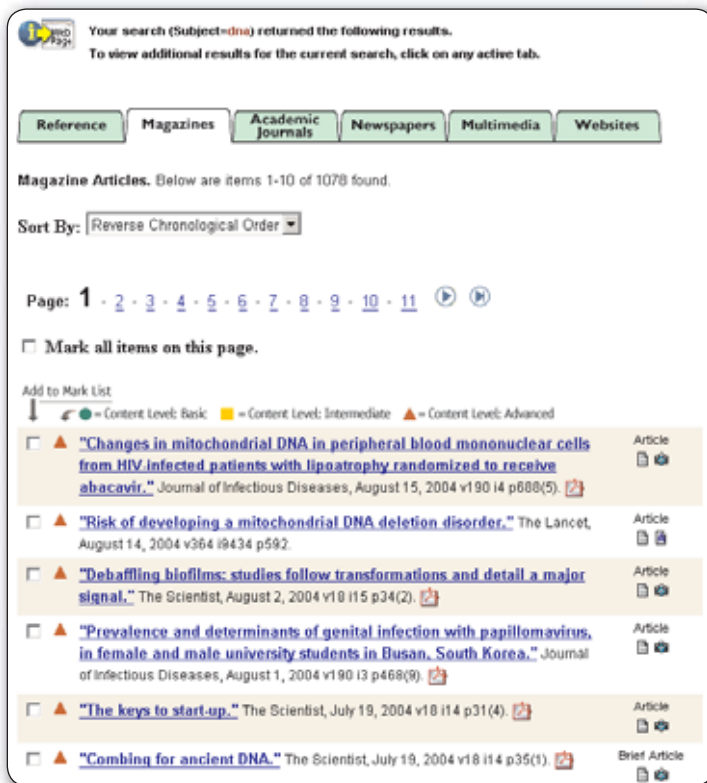 Web Page
Your search (Subject=dna) returned the following results.
To view additional results for the current search, click on any active tab.
Reference Magazines Academic Journals Newspapers Multimedia Websites
Magazine Articles. Below are items 1-10 of 1078 found.
Sort By: Reverse Chronological Order
Page: 1 - 2 - 3 - 4 - 5 - 6 - 7 - 8 - 9 - 10 - 11
Mark all items on this page.
Add to Mark List
= Content Level: Basic = Content Level: Intermediate = Content Level: Advanced
"Changes in mitochondrial DNA in peripheral blood mononuclear cells Article
from HIV-infected patients with lipoatrophy randomized to receive
abacavir." Journal of Infectious Diseases, August 15, 2004 v190 i4 p688(5).
"Risk of developing a mitochondrial DNA deletion disorder." The Lancet, Article
August 14, 2004 v364 i9434 p592.
"Debaffling biofilms: studies follow transformations and detail a major Article
signal." The Scientist, August 2, 2004 v18 i15 p34(2).
"Prevalence and determinants of genital infection with papillomavirus, Article
in female and male university students in Busan, South Korea." Journal
of Infectious Diseases, August 1, 2004 v190 i3 p468(9).
"The keys to start-up." The Scientist, July 19, 2004 v18 i14 p31(4). Article
"Combing for ancient DNA." The Scientist, July 19, 2004 v18 i14 p35(1). Brief Article